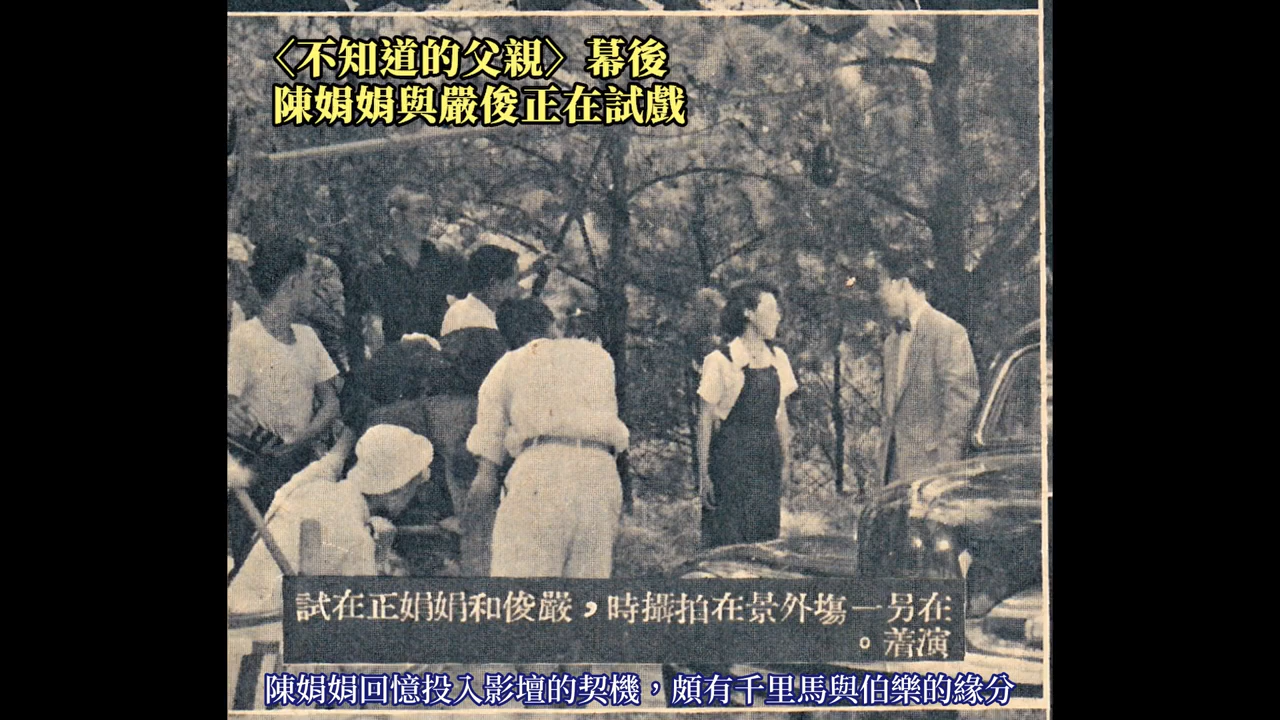 〈不知道的父親〉幕後
陳娟娟與嚴俊正在試戲
在另一塲外景在拍攝時，嚴俊和娟娟正在試
演着。
陳娟娟回憶投入影壇的契機，頗有千里馬與伯樂的緣分